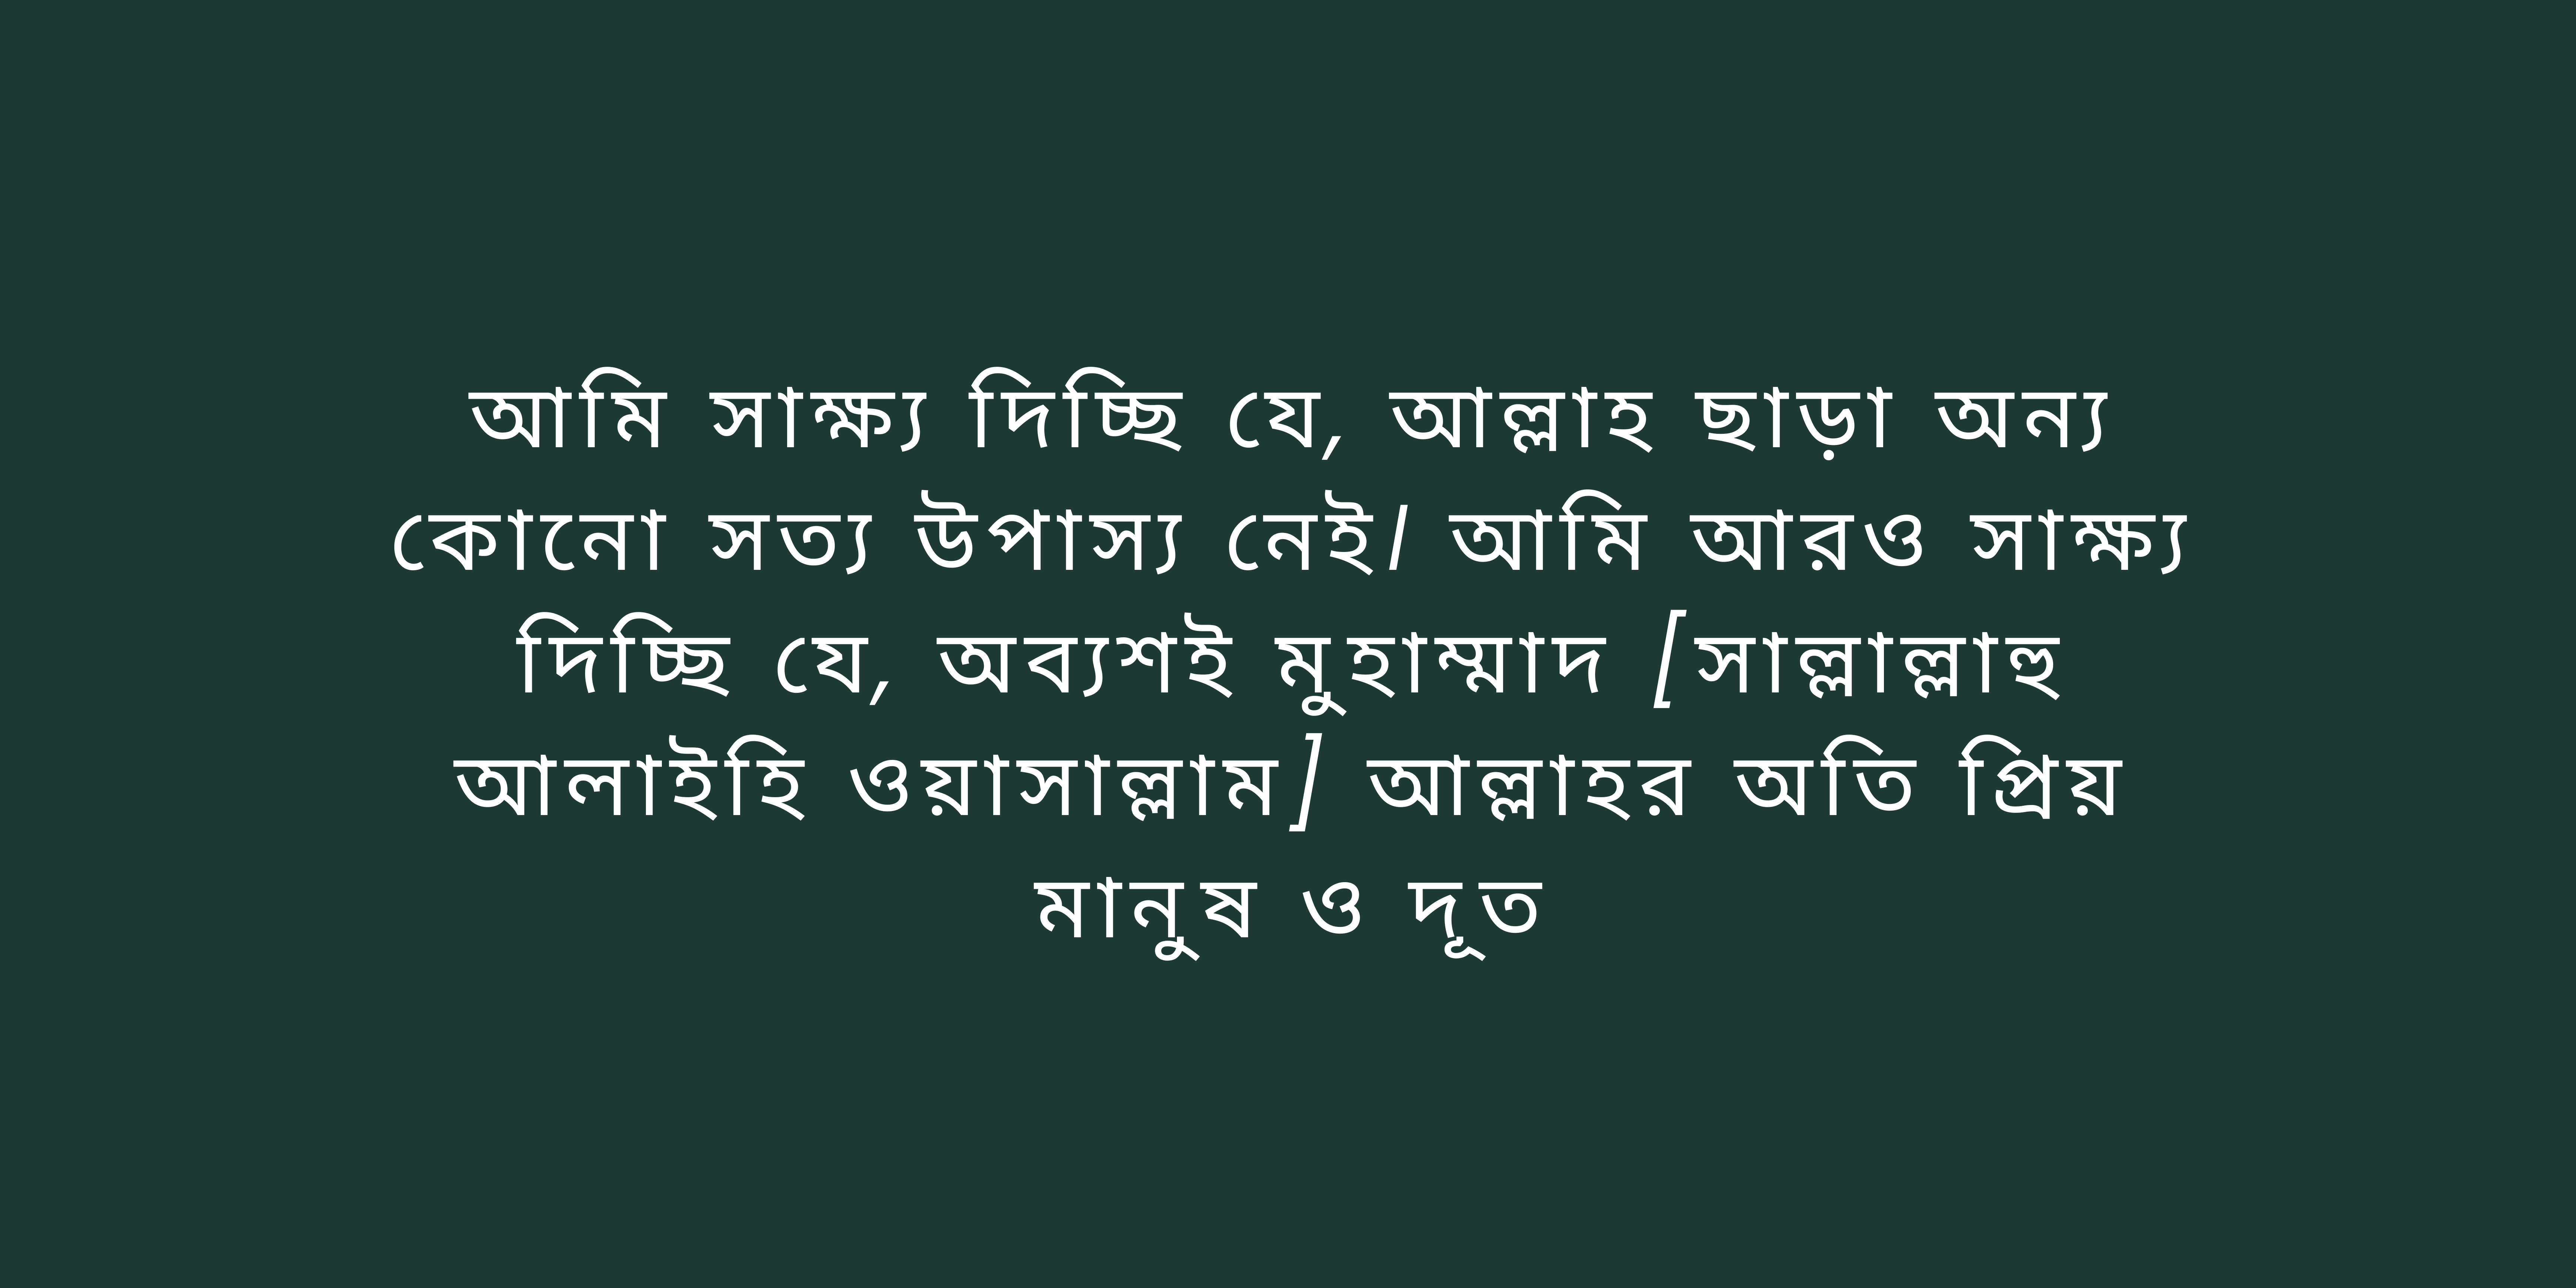 আমি সাক্ষ্য দিচ্ছি যে, আল্লাহ ছাড়া অন্য
কোনো সত্য উপাস্য নেই। আমি আরও সাক্ষ্য
দিচ্ছি যে, অব্যশই মুহাম্মাদ [সাল্লাল্লাহু
আলাইহি ওয়াসাল্লাম] আল্লাহর অতি প্রিয়
মানুষ ও দূত